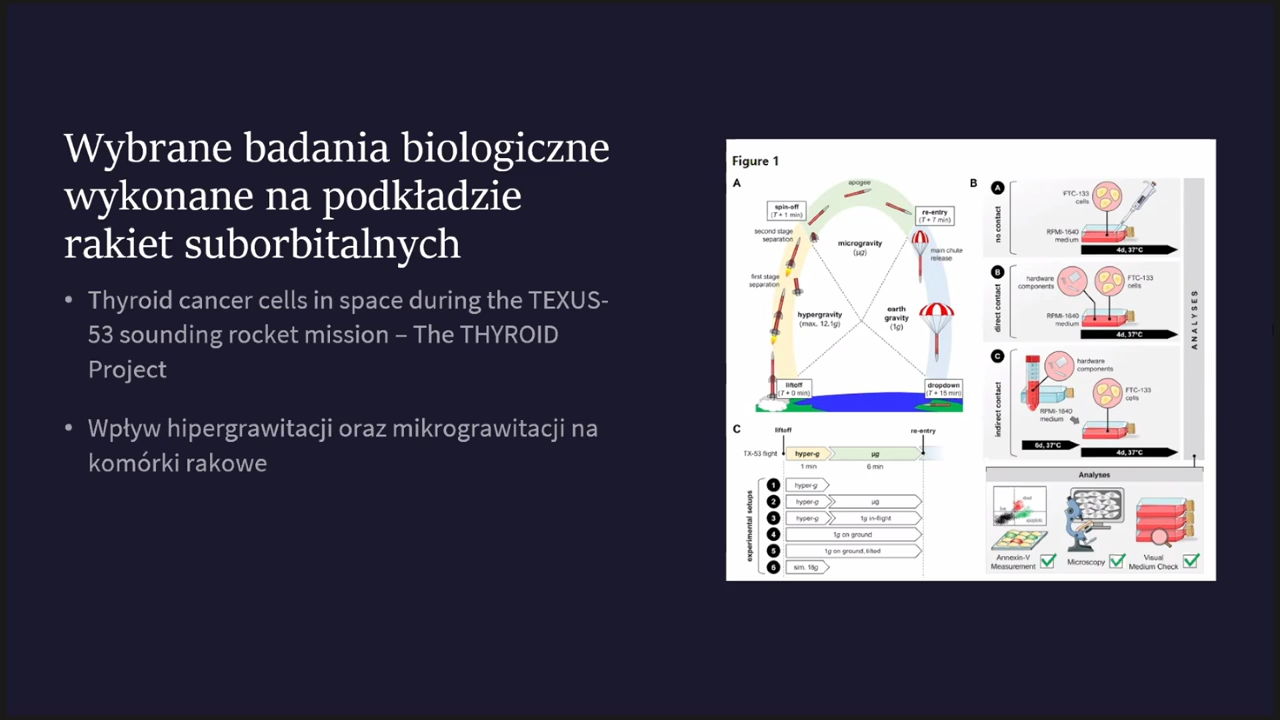 Wybrane badania biologiczne
wykonane na podkładzie
rakiet suborbitalnych
• Thyroid cancer cells in space during the TEXUS-
53 sounding rocket mission – The THYROID
Project
• Wpływ hipergrawitacji oraz mikrograwitacji na
komórki rakowe
Figure 1
A
apogee
spin-off
(T + 1 min)
re-entry
(T + 7 min)
second stage
separation
microgravity
(µg)
main chute
release
first stage
separation
hypergravity
(max. 12,1g)
earth
gravity
(1g)
liftoff
(T + 0 min)
dropdown
(T + 15 min)
B
A
no contact
FTC-133
cells
RPMI-1640
medium
4d, 37°C
B
direct contact
hardware
components
FTC-133
cells
RPMI-1640
medium
4d, 37°C
C
indirect contact
hardware
components
FTC-133
cells
RPMI-1640
medium
6d, 37°C
4d, 37°C
ANALYSES
Analyses
Annexin-V
Measurement
Microscopy
Visual
Medium Check
C
liftoff
re-entry
TX-53 flight
hyper-g
µg
1 min
6 min
experimental setups
1 hyper-g
2 hyper-g µg
3 hyper-g 1g in-flight
4 1g on ground
5 1g on ground, tilted
6 sim. 18g